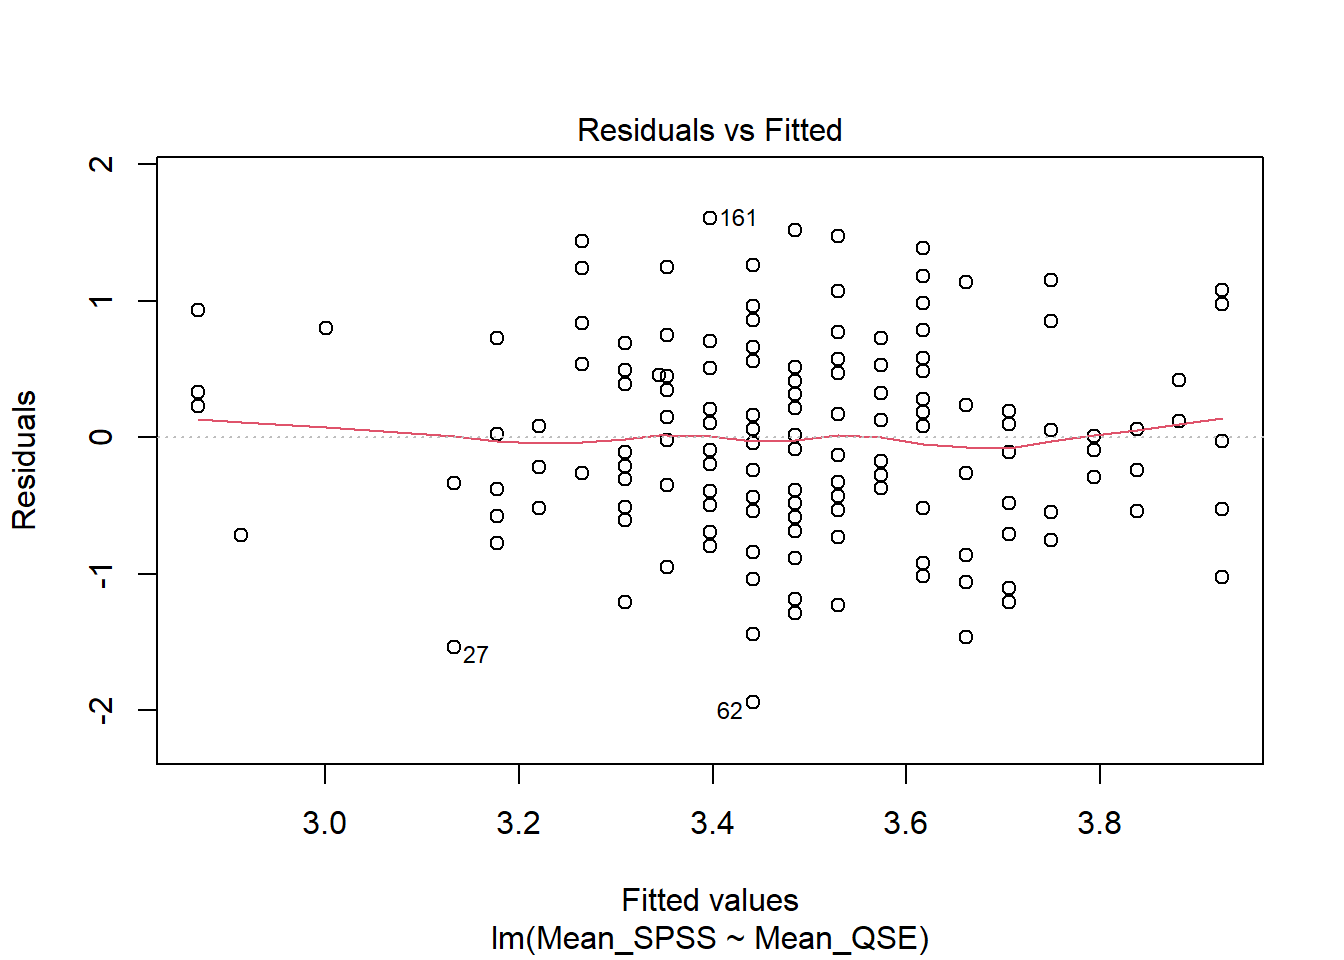 Residuals vs Fitted
Residuals
2
1
0
-1
-2
161
27
62
3.0 3.2 3.4 3.6 3.8
Fitted values
lm(Mean_SPSS ~ Mean_QSE)